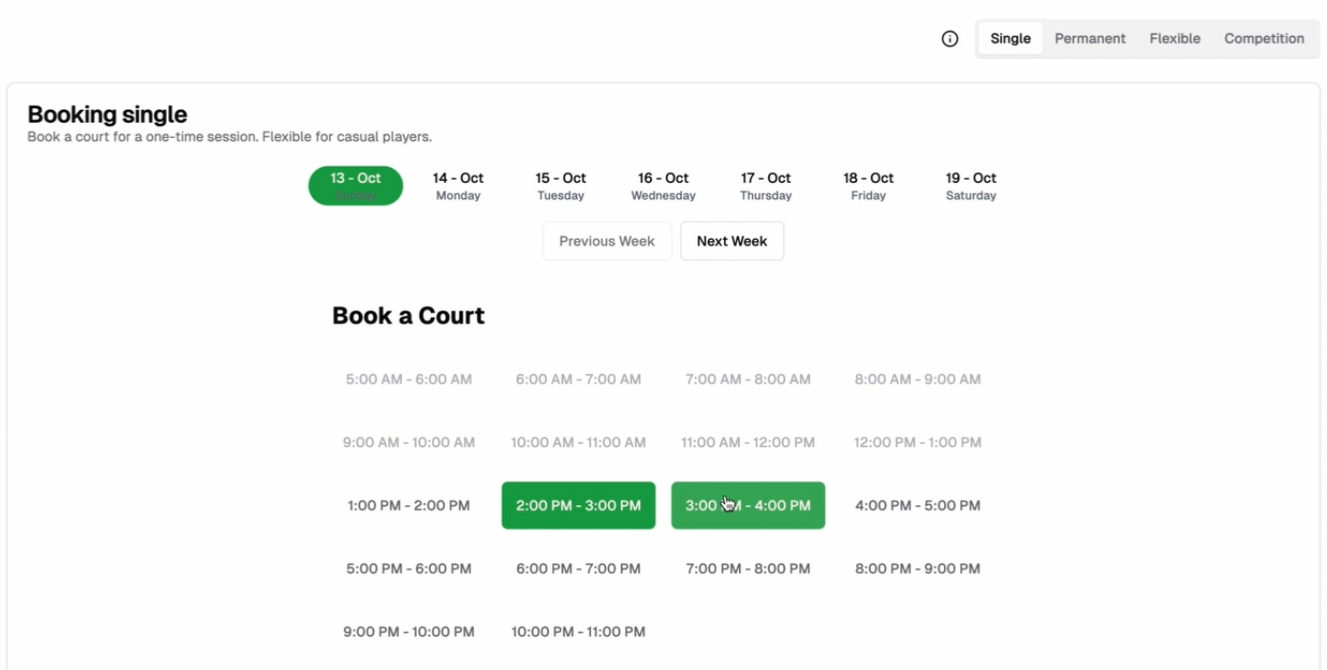 Single Permanent Flexible Competition
Booking single
Book a court for a one-time session. Flexible for casual players.
13 - Oct 14 - Oct 15 - Oct 16 - Oct 17 - Oct 18 - Oct 19 - Oct
Sunday Monday Tuesday Wednesday Thursday Friday Saturday
Previous Week Next Week
Book a Court
5:00 AM - 6:00 AM 6:00 AM - 7:00 AM 7:00 AM - 8:00 AM 8:00 AM - 9:00 AM
9:00 AM - 10:00 AM 10:00 AM - 11:00 AM 11:00 AM - 12:00 PM 12:00 PM - 1:00 PM
1:00 PM - 2:00 PM 2:00 PM - 3:00 PM 3:00 PM - 4:00 PM 4:00 PM - 5:00 PM
5:00 PM - 6:00 PM 6:00 PM - 7:00 PM 7:00 PM - 8:00 PM 8:00 PM - 9:00 PM
9:00 PM - 10:00 PM 10:00 PM - 11:00 PM